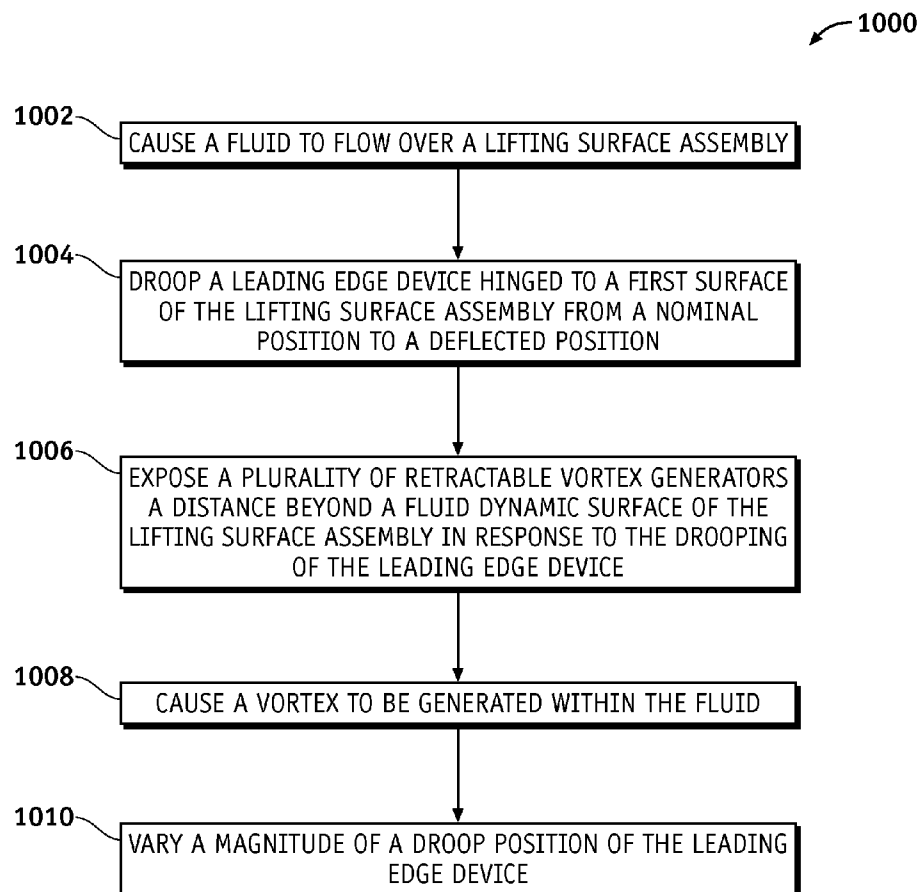 1000
1002
CAUSE A FLUID TO FLOW OVER A LIFTING SURFACE ASSEMBLY
1004
DROOP A LEADING EDGE DEVICE HINGED TO A FIRST SURFACE
OF THE LIFTING SURFACE ASSEMBLY FROM A NOMINAL
POSITION TO A DEFLECTED POSITION
1006
EXPOSE A PLURALITY OF RETRACTABLE VORTEX GENERATORS
A DISTANCE BEYOND A FLUID DYNAMIC SURFACE OF THE
LIFTING SURFACE ASSEMBLY IN RESPONSE TO THE DROOPING
OF THE LEADING EDGE DEVICE
1008
CAUSE A VORTEX TO BE GENERATED WITHIN THE FLUID
1010
VARY A MAGNITUDE OF A DROOP POSITION OF THE LEADING
EDGE DEVICE